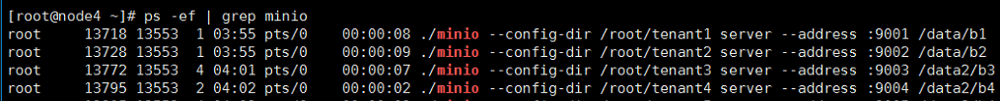 [root@node4 ~]# ps -ef | grep minio
root     13718 13553  1 03:55 pts/0    00:00:08 ./minio --config-dir /root/tenant1 server --address :9001 /data/b1
root     13728 13553  1 03:55 pts/0    00:00:09 ./minio --config-dir /root/tenant2 server --address :9002 /data/b2
root     13772 13553  4 04:01 pts/0    00:00:07 ./minio --config-dir /root/tenant3 server --address :9003 /data2/b3
root     13795 13553  2 04:02 pts/0    00:00:02 ./minio --config-dir /root/tenant4 server --address :9004 /data2/b4